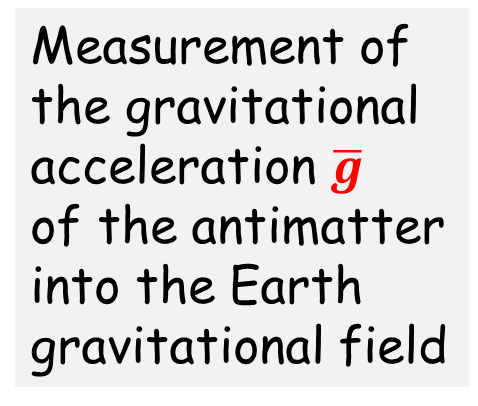 Measurement of
the gravitational
acceleration g̅
of the antimatter
into the Earth
gravitational field